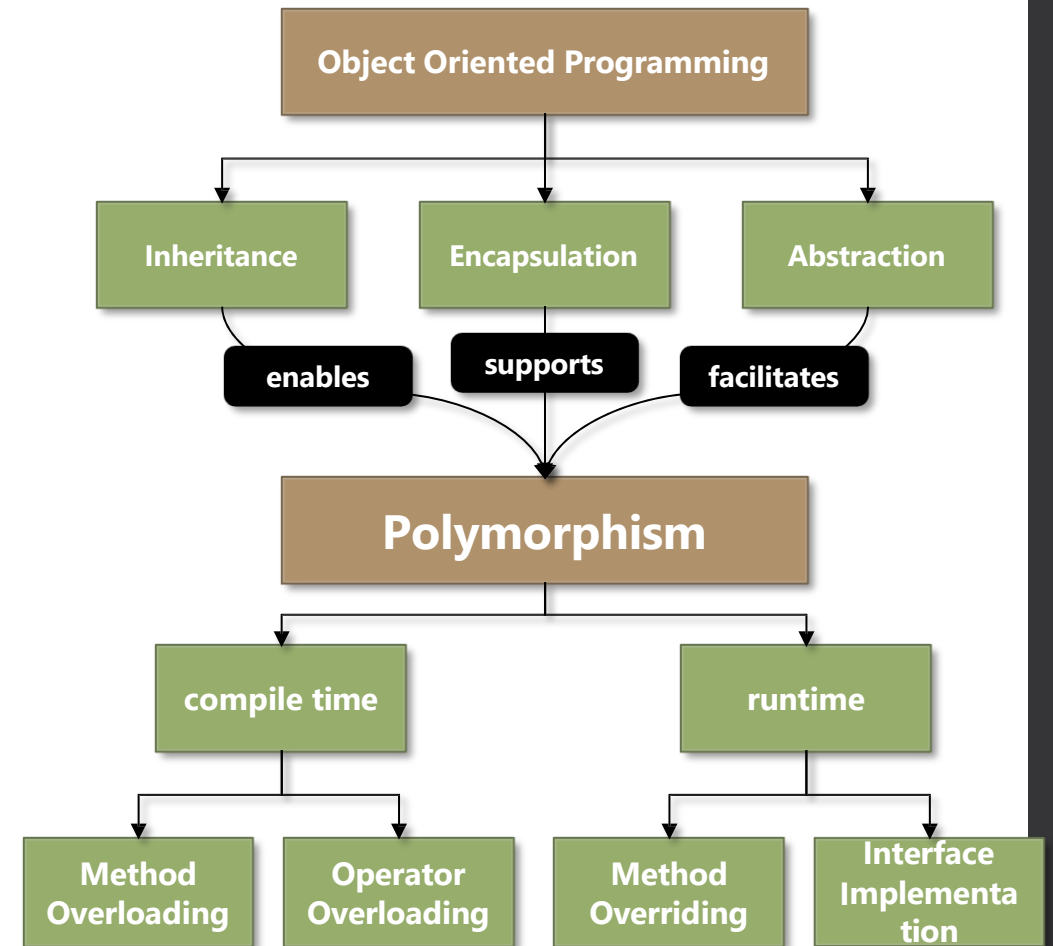 Object Oriented Programming
Inheritance
Encapsulation
Abstraction
enables
supports
facilitates
Polymorphism
compile time
runtime
Method
Overloading
Operator
Overloading
Method
Overriding
Interface
Implementa
tion